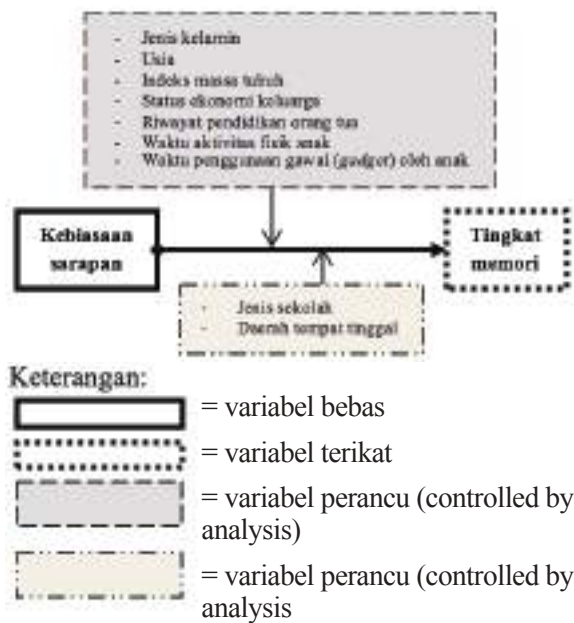 - Jenis kelamin
- Usia
- Indeks massa tubuh
- Status ekonomi keluarga
- Riwayat pendidikan orang tua
- Waktu aktivitas fisik anak
- Waktu penggunaan gawai (gadget) oleh anak
Kebiasaan
sarapan
Tingkat
memori
- Jenis sekolah
- Daerah tempat tinggal
Keterangan:
= variabel bebas
= variabel terikat
= variabel perancu (controlled by
analysis)
= variabel perancu (controlled by
analysis